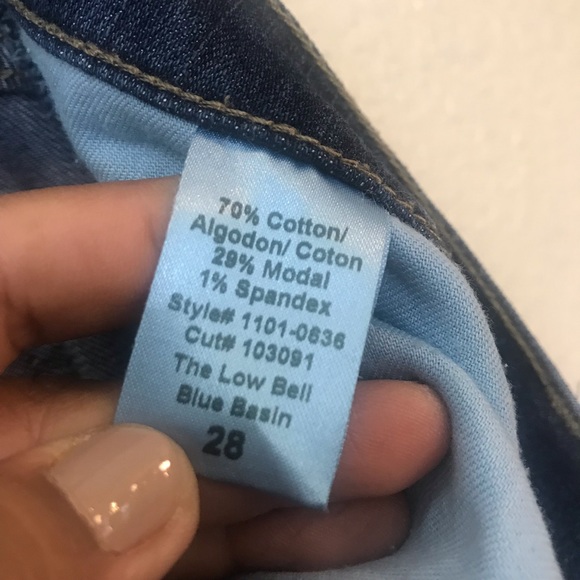 70% Cotton/
Algodon/ Coton
29% Modal
1% Spandex
Style# 1101-0636
Cut# 103091
The Low Bell
Blue Basin
28